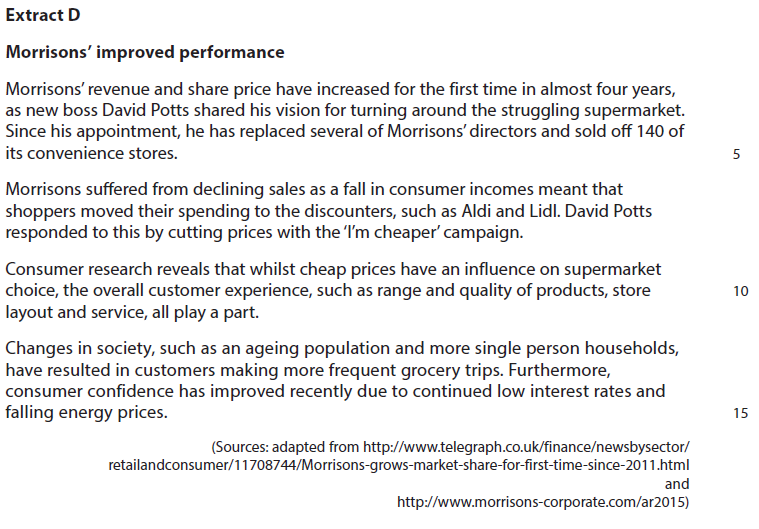 Extract D
Morrisons’ improved performance
Morrisons’ revenue and share price have increased for the first time in almost four years,
as new boss David Potts shared his vision for turning around the struggling supermarket.
Since his appointment, he has replaced several of Morrisons’ directors and sold off 140 of
its convenience stores. 5
Morrisons suffered from declining sales as a fall in consumer incomes meant that
shoppers moved their spending to the discounters, such as Aldi and Lidl. David Potts
responded to this by cutting prices with the ‘I’m cheaper’ campaign.
Consumer research reveals that whilst cheap prices have an influence on supermarket
choice, the overall customer experience, such as range and quality of products, store 10
layout and service, all play a part.
Changes in society, such as an ageing population and more single person households,
have resulted in customers making more frequent grocery trips. Furthermore,
consumer confidence has improved recently due to continued low interest rates and
falling energy prices. 15
(Sources: adapted from http://www.telegraph.co.uk/finance/newsbysector/
retailandconsumer/11708744/Morrisons-grows-market-share-for-first-time-since-2011.html
and
http://www.morrisons-corporate.com/ar2015)